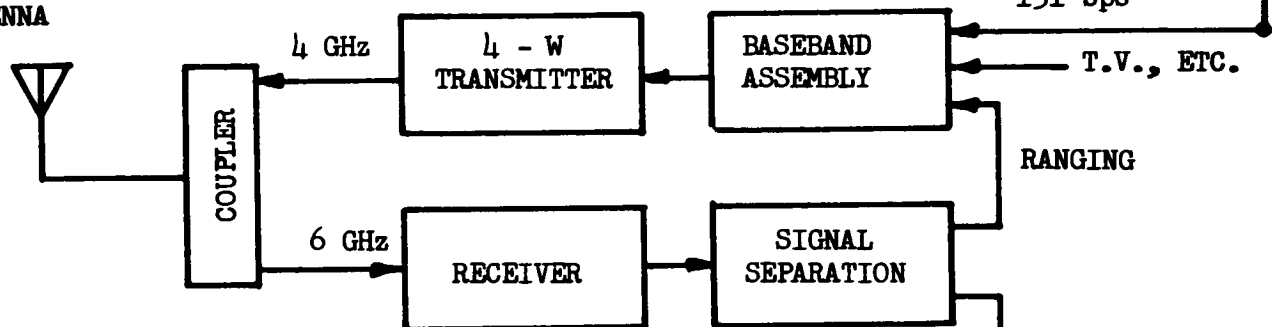 NNA
4 GHz
4 - W
TRANSMITTER
BASEBAND
ASSEMBLY
T.V., ETC.
COUPLER
RANGING
6 GHz
RECEIVER
SIGNAL
SEPARATION